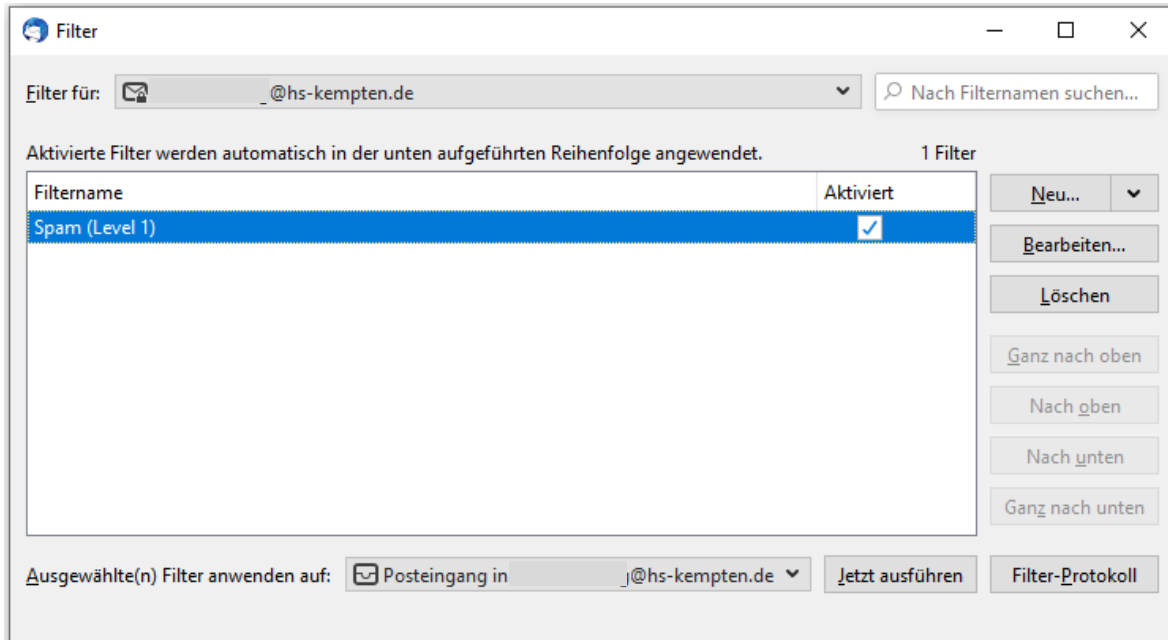 Filter
Filter für: @hs-kempten.de Nach Filternamen suchen...
Aktivierte Filter werden automatisch in der unten aufgeführten Reihenfolge angewendet. 1 Filter
Filtername Aktiviert
Spam (Level 1)
Neu...
Bearbeiten...
Löschen
Ganz nach oben
Nach oben
Nach unten
Ganz nach unten
Ausgewählte(n) Filter anwenden auf: Posteingang in @hs-kempten.de Jetzt ausführen Filter-Protokoll